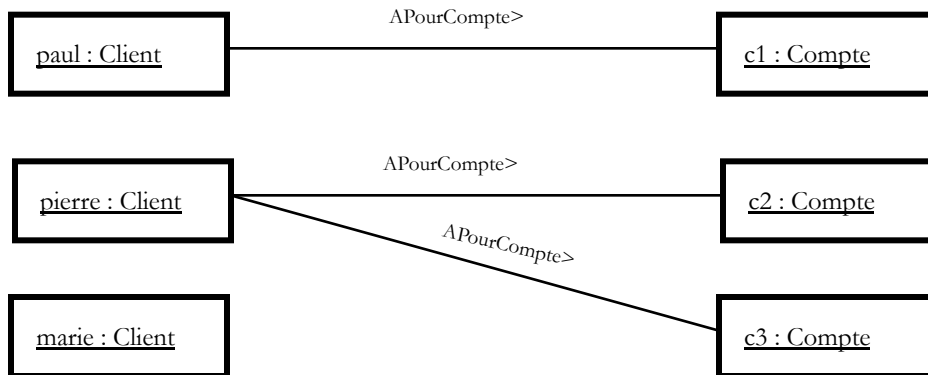 APourCompte>
paul : Client
c1 : Compte
APourCompte>
pierre : Client
c2 : Compte
APourCompte>
marie : Client
c3 : Compte